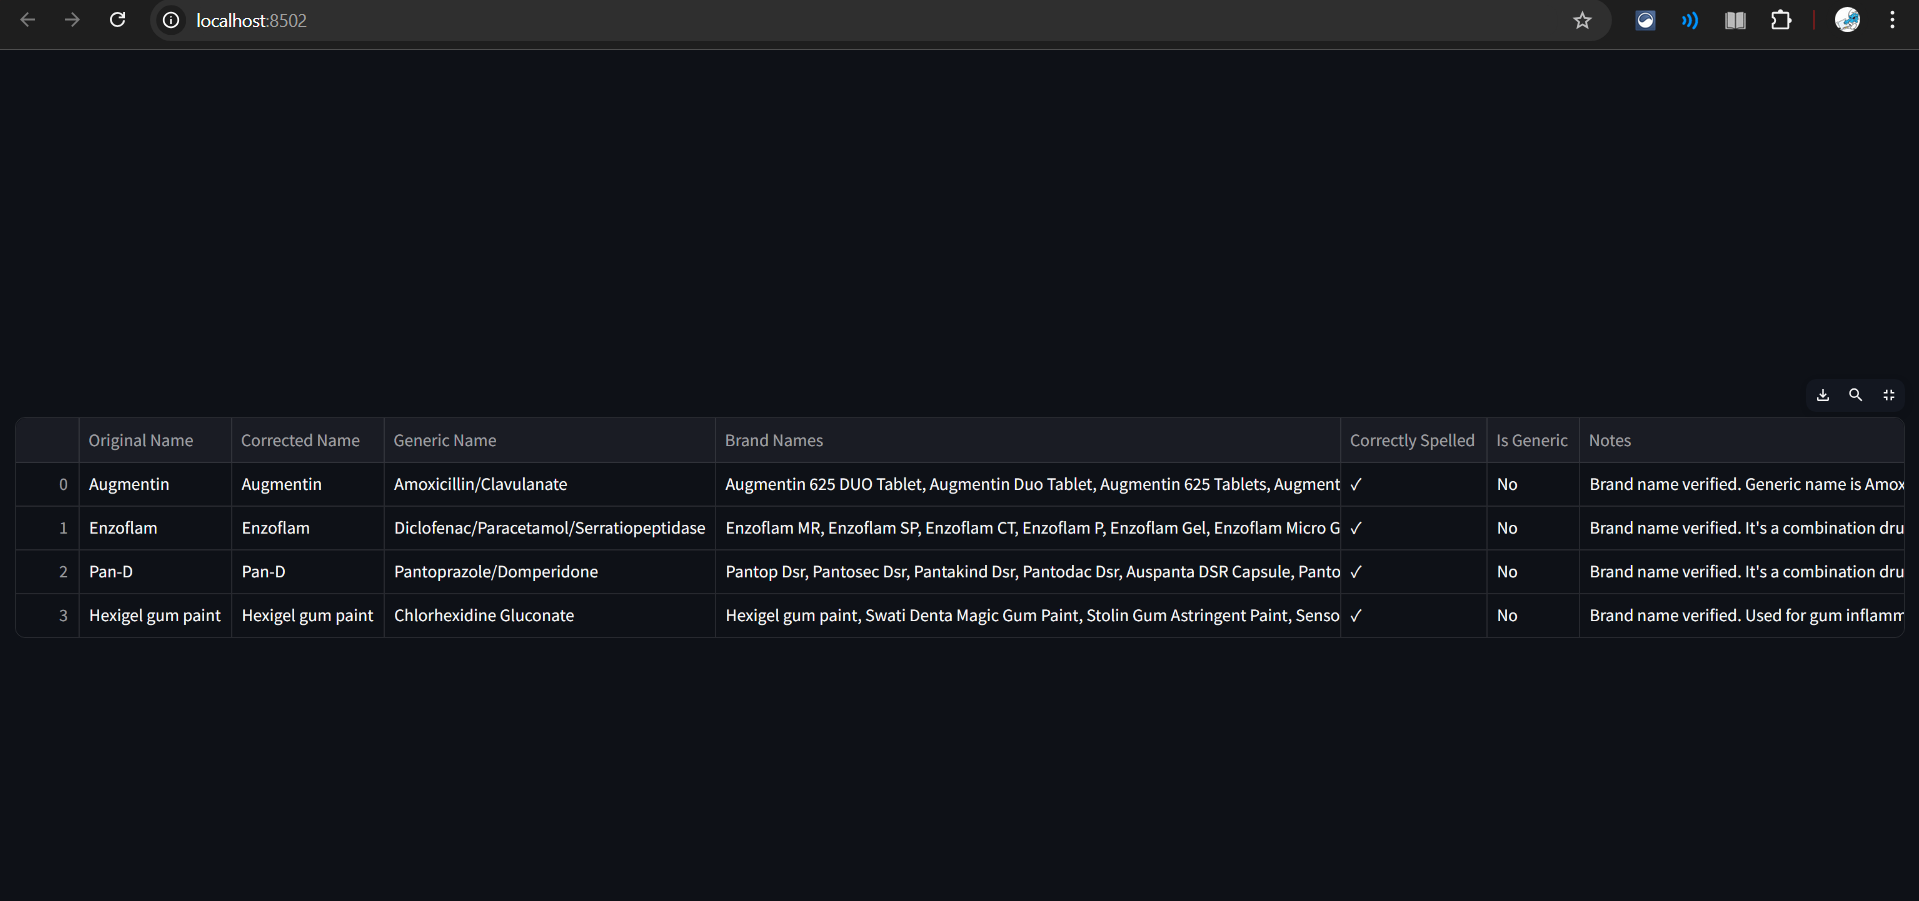 localhost:8502
Original Name Corrected Name Generic Name Brand Names Correctly Spelled Is Generic Notes
0 Augmentin Augmentin Amoxicillin/Clavulanate Augmentin 625 DUO Tablet, Augmentin Duo Tablet, Augmentin 625 Tablets, Augment ✓ No Brand name verified. Generic name is Amox
1 Enzoflam Enzoflam Diclofenac/Paracetamol/Serratiopeptidase Enzoflam MR, Enzoflam SP, Enzoflam CT, Enzoflam P, Enzoflam Gel, Enzoflam Micro G ✓ No Brand name verified. It's a combination dru
2 Pan-D Pan-D Pantoprazole/Domperidone Pantop Dsr, Pantosec Dsr, Pantakind Dsr, Pantodac Dsr, Auspanta DSR Capsule, Panto ✓ No Brand name verified. It's a combination dru
3 Hexigel gum paint Hexigel gum paint Chlorhexidine Gluconate Hexigel gum paint, Swati Denta Magic Gum Paint, Stolin Gum Astringent Paint, Senso ✓ No Brand name verified. Used for gum inflamm